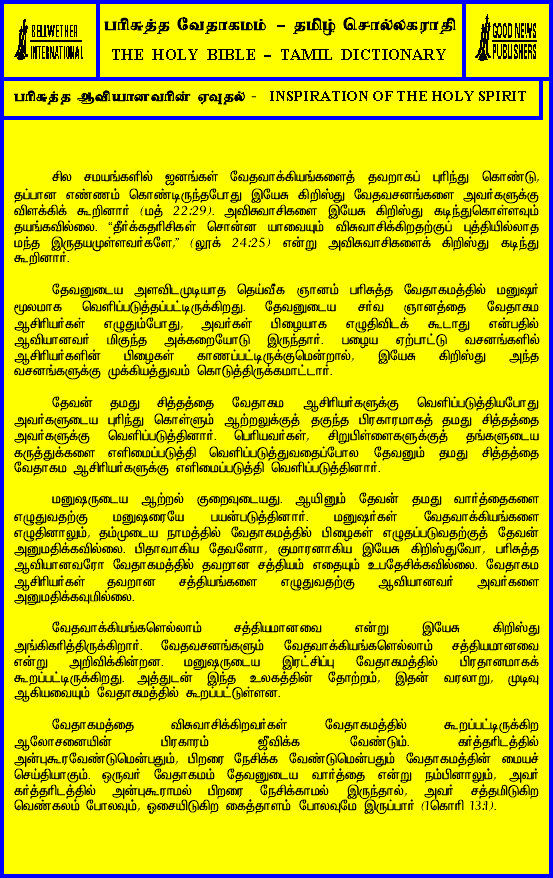 BELLWETHER
INTERNATIONAL
பரிசுத்த வேதாகமம் – தமிழ் சொல்லகராதி
THE HOLY BIBLE – TAMIL DICTIONARY
GOOD NEWS
PUBLISHERS
பரிசுத்த ஆவியானவரின் ஏவுதல் - INSPIRATION OF THE HOLY SPIRIT
சில சமயங்களில் ஜனங்கள் வேதவாக்கியங்களைத் தவறாகப் புரிந்து கொண்டு,
தப்பான எண்ணம் கொண்டிருந்தபோது இயேசு கிறிஸ்து வேதவசனங்களை அவர்களுக்கு
விளக்கிக் கூறினார் (மத் 22:29). அவிசுவாசிகளை இயேசு கிறிஸ்து கடிந்துகொள்ளவும்
தயங்கவில்லை. “தீர்க்கதரிசிகள் சொன்ன யாவையும் விசுவாசிக்கிறதற்குப் புத்தியில்லாத
மந்த இருதயமுள்ளவர்களே,” (லூக் 24:25) என்று அவிசுவாசிகளைக் கிறிஸ்து கடிந்து
கூறினார்.
தேவனுடைய அளவிடமுடியாத தெய்வீக ஞானம் பரிசுத்த வேதாகமத்தில் மனுஷர்
மூலமாக வெளிப்படுத்தப்பட்டிருக்கிறது. தேவனுடைய சர்வ ஞானத்தை வேதாகம
ஆசிரியர்கள் எழுதும்போது, அவர்கள் பிழையாக எழுதிவிடக் கூடாது என்பதில்
ஆவியானவர் மிகுந்த அக்கறையோடு இருந்தார். பழைய ஏற்பாட்டு வசனங்களில்
ஆசிரியர்களின் பிழைகள் காணப்பட்டிருக்குமென்றால், இயேசு கிறிஸ்து அந்த
வசனங்களுக்கு முக்கியத்துவம் கொடுத்திருக்கமாட்டார்.
தேவன் தமது சித்தத்தை வேதாகம ஆசிரியர்களுக்கு வெளிப்படுத்தியபோது
அவர்களுடைய புரிந்து கொள்ளும் ஆற்றலுக்குத் தகுந்த பிரகாரமாகத் தமது சித்தத்தை
அவர்களுக்கு வெளிப்படுத்தினார். பெரியவர்கள், சிறுபிள்ளைகளுக்குத் தங்களுடைய
கருத்துக்களை எளிமைப்படுத்தி வெளிப்படுத்துவதைப்போல தேவனும் தமது சித்தத்தை
வேதாகம ஆசிரியர்களுக்கு எளிமைப்படுத்தி வெளிப்படுத்தினார்.
மனுஷருடைய ஆற்றல் குறைவுடையது. ஆயினும் தேவன் தமது வார்த்தைகளை
எழுதுவதற்கு மனுஷரையே பயன்படுத்தினார். மனுஷர்கள் வேதவாக்கியங்களை
எழுதினாலும், தம்முடைய நாமத்தில் வேதாகமத்தில் பிழைகள் எழுதப்படுவதற்குத் தேவன்
அனுமதிக்கவில்லை. பிதாவாகிய தேவனோ, குமாரனாகிய இயேசு கிறிஸ்துவோ, பரிசுத்த
ஆவியானவரோ வேதாகமத்தில் தவறான சத்தியம் எதையும் உபதேசிக்கவில்லை. வேதாகம
ஆசிரியர்கள் தவறான சத்தியங்களை எழுதுவதற்கு ஆவியானவர் அவர்களை
அனுமதிக்கவுமில்லை.
வேதவாக்கியங்களெல்லாம் சத்தியமானவை என்று இயேசு கிறிஸ்து
அங்கிகரித்திருக்கிறார். வேதவசனங்களும் வேதவாக்கியங்களெல்லாம் சத்தியமானவை
என்று அறிவிக்கின்றன. மனுஷருடைய இரட்சிப்பு வேதாகமத்தில் பிரதானமாகக்
கூறப்பட்டிருக்கிறது. அத்துடன் இந்த உலகத்தின் தோற்றம், இதன் வரலாறு, முடிவு
ஆகியவையும் வேதாகமத்தில் கூறப்பட்டுள்ளன.
வேதாகமத்தை விசுவாசிக்கிறவர்கள் வேதாகமத்தில் கூறப்பட்டிருக்கிற
ஆலோசனையின் பிரகாரம் ஜீவிக்க வேண்டும். கர்த்தரிடத்தில்
அன்புகூரவேண்டுமென்பதும், பிறரை நேசிக்க வேண்டுமென்பதும் வேதாகமத்தின் மையச்
செய்தியாகும். ஒருவர் வேதாகமம் தேவனுடைய வார்த்தை என்று நம்பினாலும், அவர்
கர்த்தரிடத்தில் அன்புகூராமல் பிறரை நேசிக்காமல் இருந்தால், அவர் சத்தமிடுகிற
வெண்கலம் போலவும், ஓசையிடுகிற கைத்தாளம் போலவுமே இருப்பார் (1கொரி 13:1).